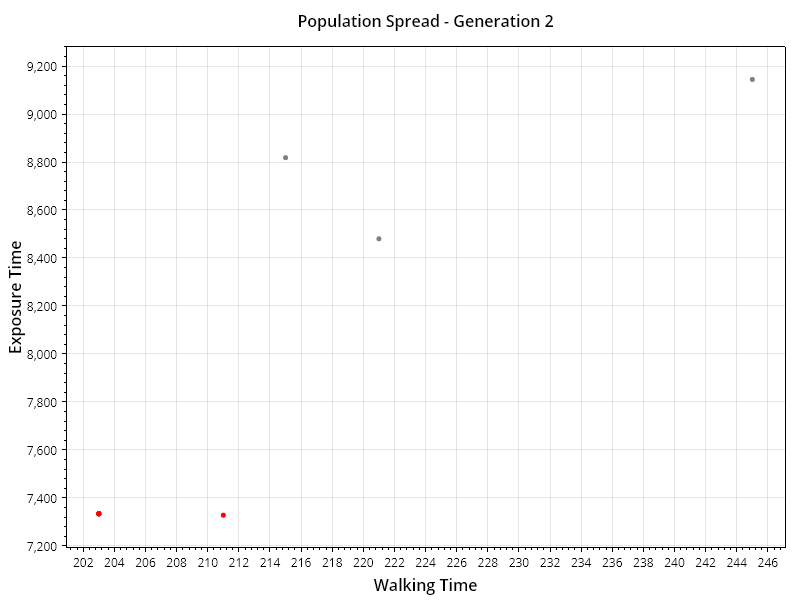 Population Spread - Generation 2
Exposure Time
9,200
9,000
8,800
8,600
8,400
8,200
8,000
7,800
7,600
7,400
7,200
202 204 206 208 210 212 214 216 218 220 222 224 226 228 230 232 234 236 238 240 242 244 246
Walking Time